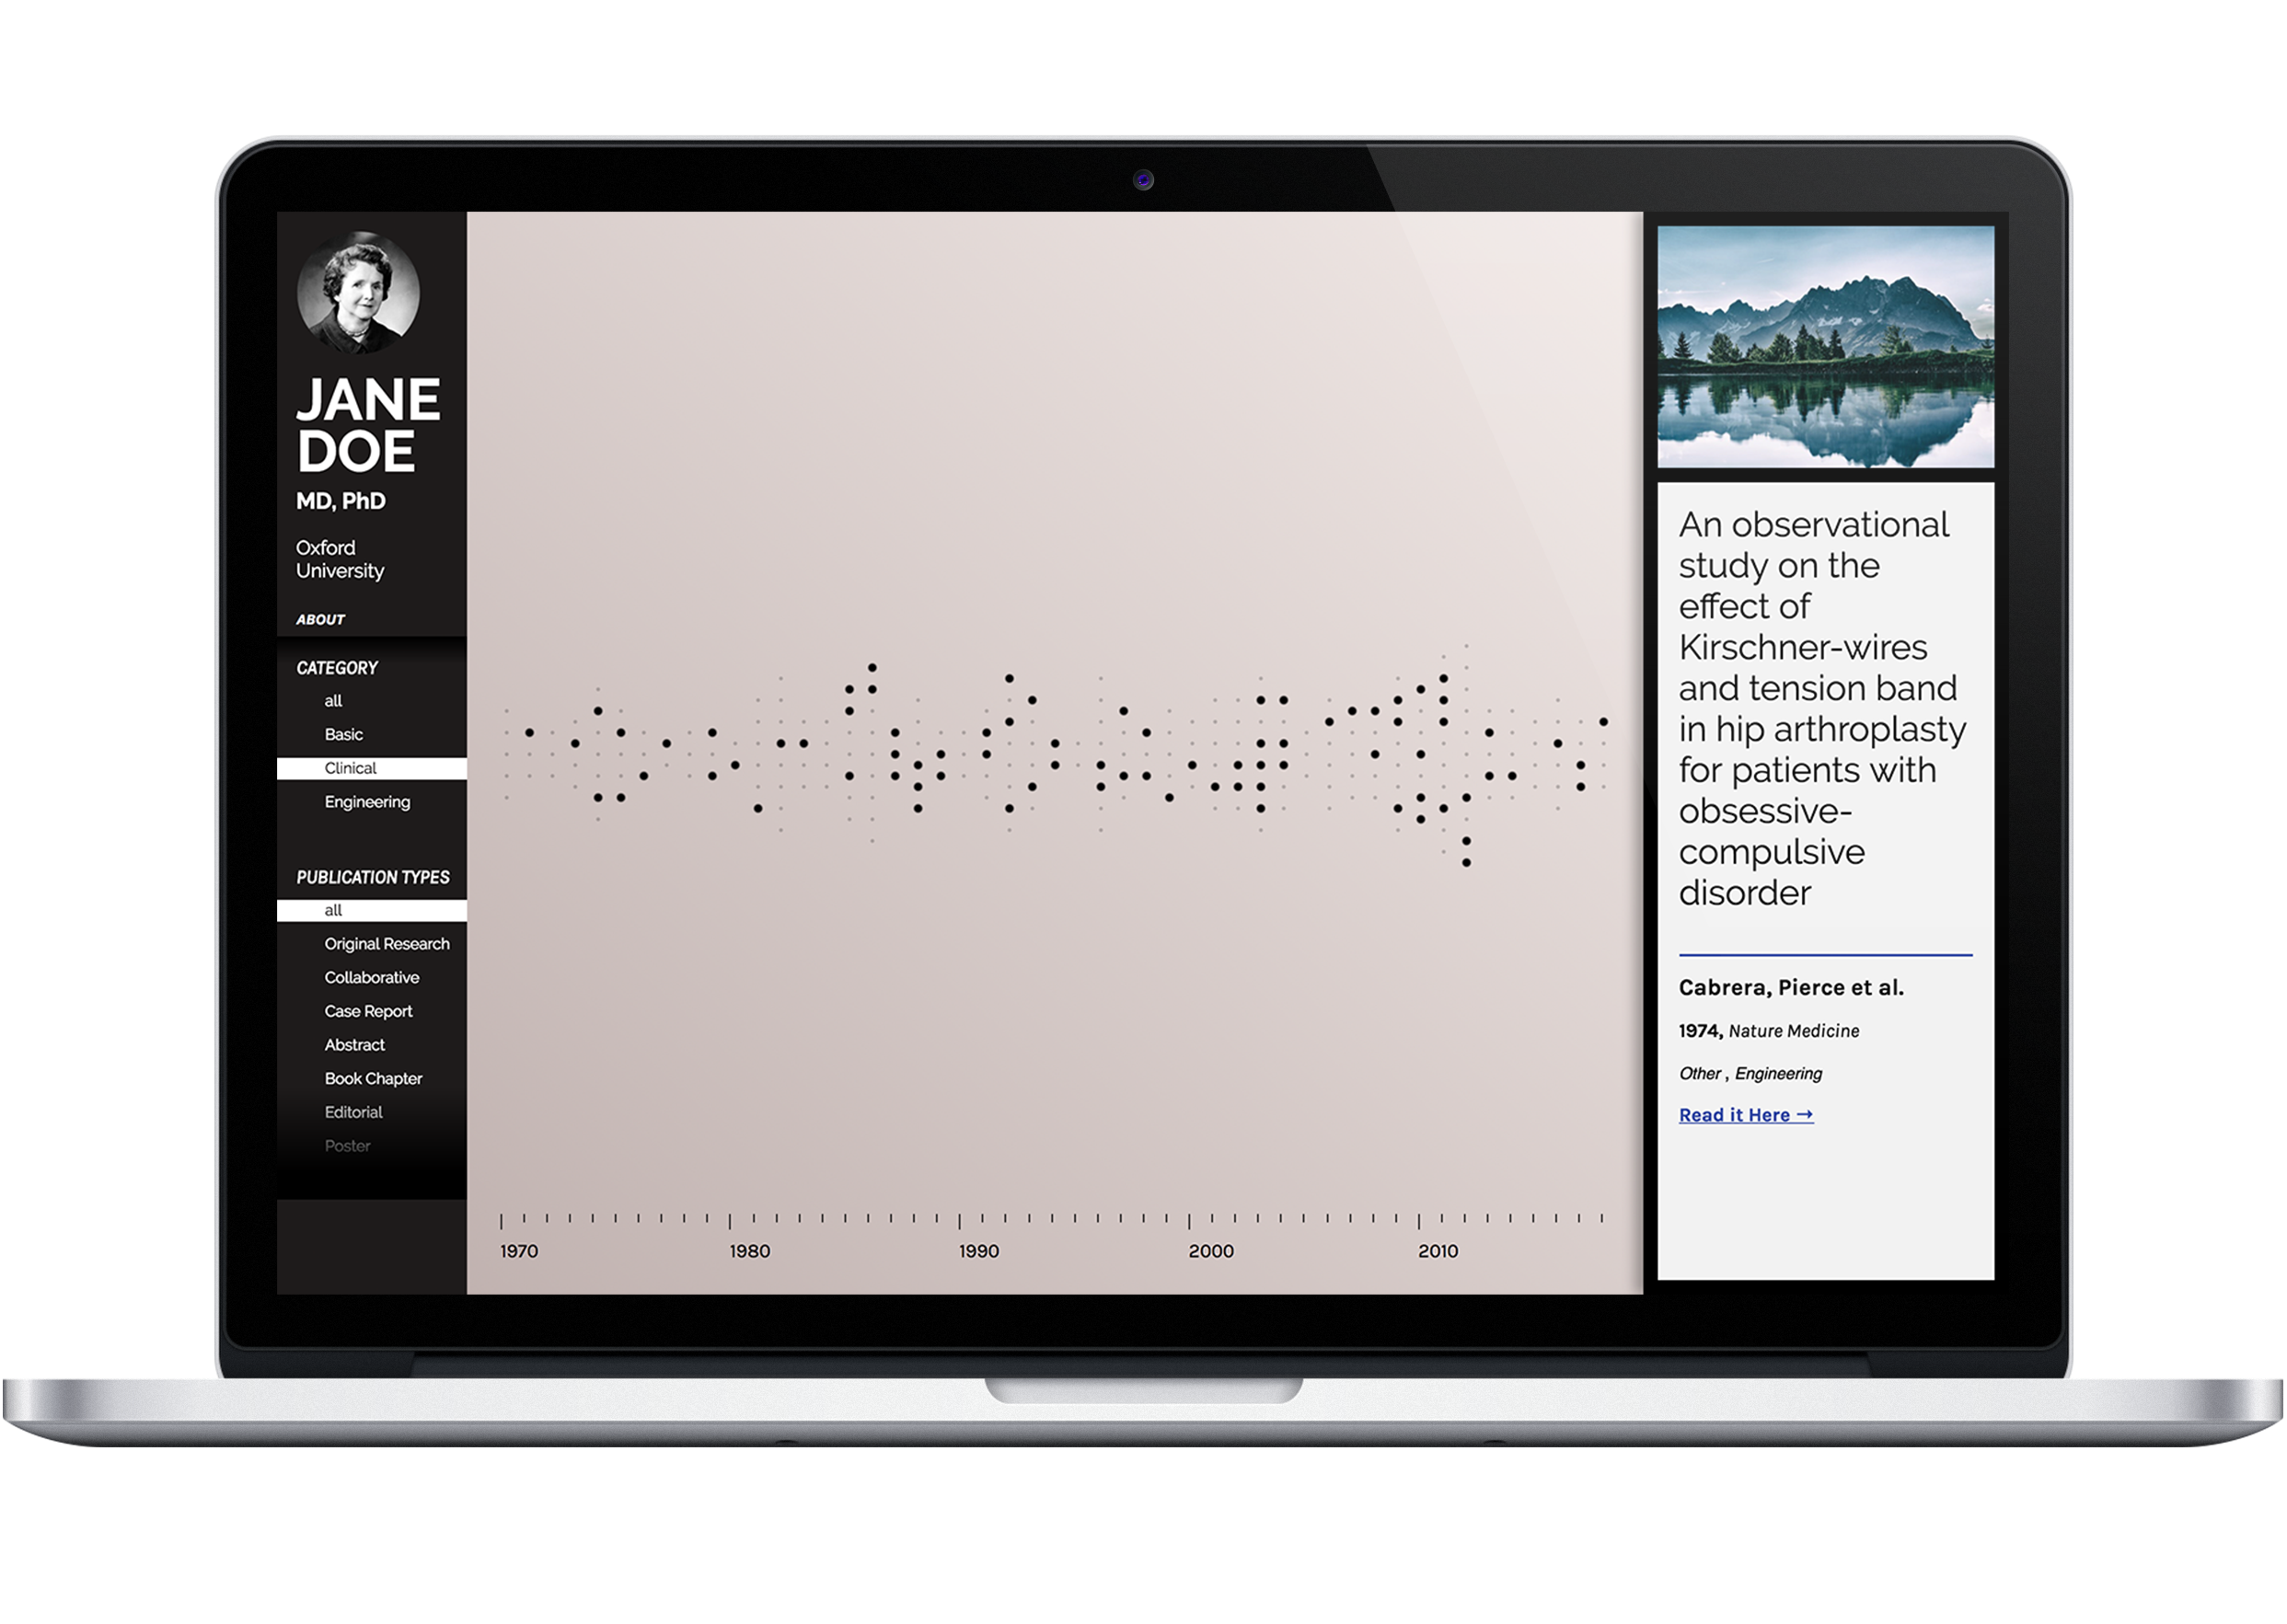 JANE
DOE
MD, PhD
Oxford
University
ABOUT
CATEGORY
all
Basic
Clinical
Engineering
PUBLICATION TYPES
all
Original Research
Collaborative
Case Report
Abstract
Book Chapter
Editorial
Poster
1970
1980
1990
2000
2010
An observational
study on the
effect of
Kirschner-wires
and tension band
in hip arthroplasty
for patients with
obsessive-
compulsive
disorder
Cabrera, Pierce et al.
1974, Nature Medicine
Other , Engineering
Read it Here →